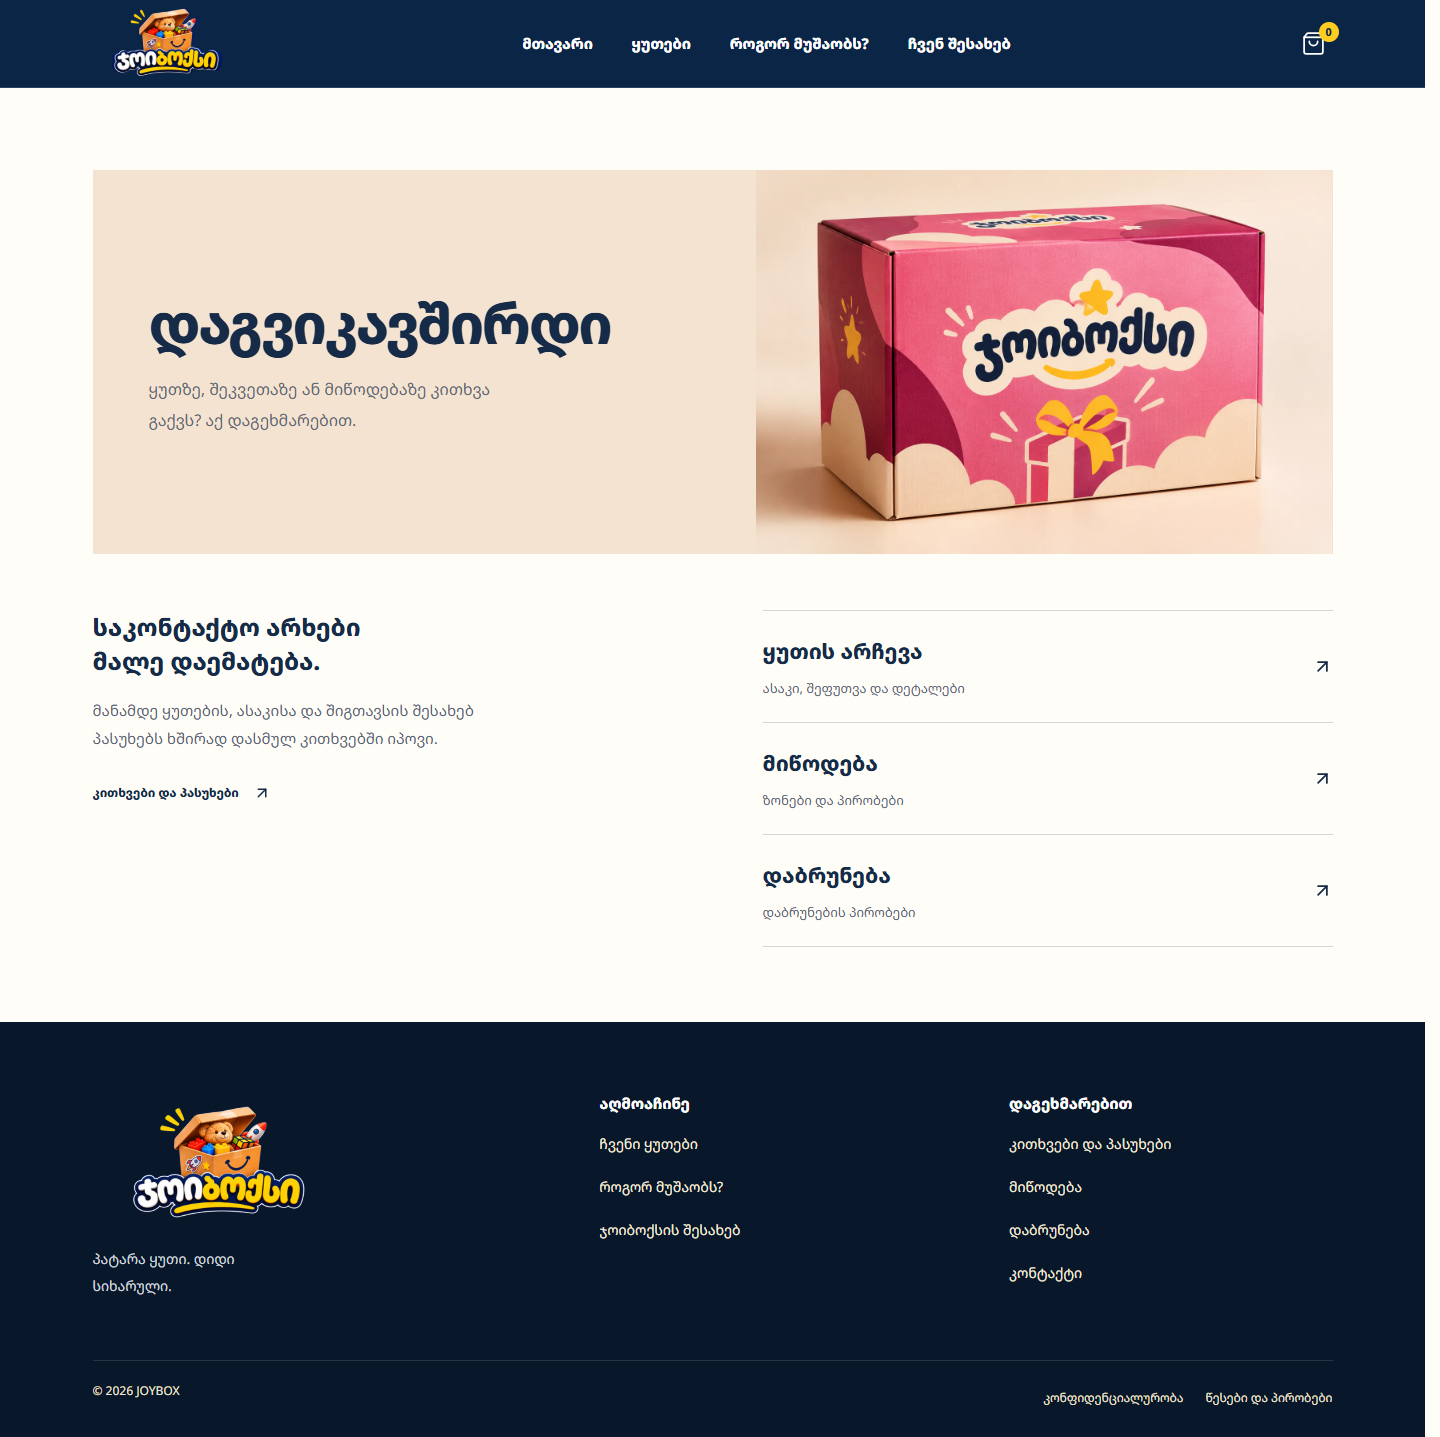 ჯოიბოქსი
მთავარი
ყუთები
როგორ მუშაობს?
ჩვენ შესახებ
0
დაგვიკავშირდი
ყუთზე, შეკვეთაზე ან მიწოდებაზე კითხვა
გაქვს? აქ დაგეხმარებით.
ჯოიბოქსი
ჯოიბოქსი
საკონტაქტო არხები
მალე დაემატება.
მანამდე ყუთების, ასაკისა და შიგთავსის შესახებ
პასუხებს ხშირად დასმულ კითხვებში იპოვი.
კითხვები და პასუხები
ყუთის არჩევა
ასაკი, შეფუთვა და დეტალები
მიწოდება
ზონები და პირობები
დაბრუნება
დაბრუნების პირობები
ჯოიბოქსი
პატარა ყუთი. დიდი
სიხარული.
აღმოაჩინე
ჩვენი ყუთები
როგორ მუშაობს?
ჯოიბოქსის შესახებ
დაგეხმარებით
კითხვები და პასუხები
მიწოდება
დაბრუნება
კონტაქტი
© 2026 JOYBOX
კონფიდენციალურობა
წესები და პირობები